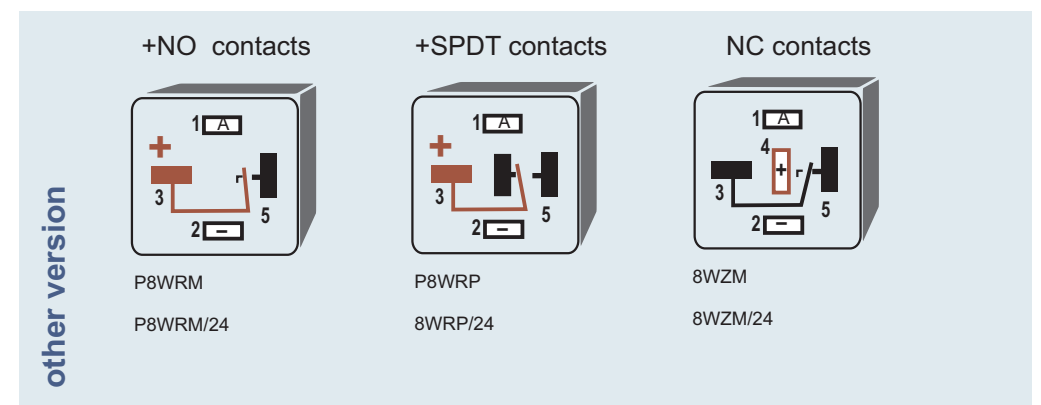 +NO contacts
+SPDT contacts
NC contacts
1 A
+
3
5
2 –
1 A
+
3
5
2 –
1 A
4
+
3
5
2 –
P8WRM
P8WRM/24
P8WRP
8WRP/24
8WZM
8WZM/24
other version